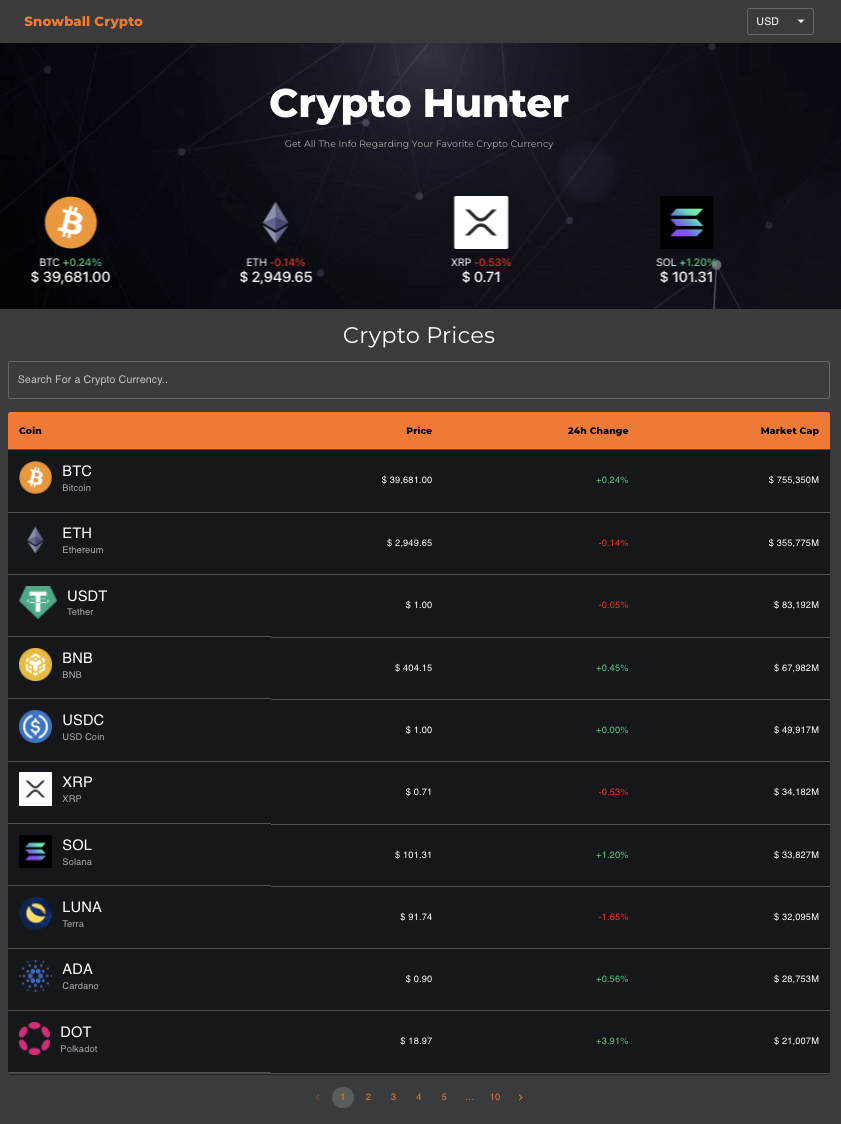 Snowball Crypto
USD
Crypto Hunter
Get All The Info Regarding Your Favorite Crypto Currency
BTC +0.24% ETH -0.14% XRP -0.53% SOL +1.20%
$ 39,681.00 $ 2,949.65 $ 0.71 $ 101.31
Crypto Prices
Search For a Crypto Currency..
Coin Price 24h Change Market Cap
BTC
Bitcoin
$ 39,681.00 +0.24% $ 755,350M
ETH
Ethereum
$ 2,949.65 -0.14% $ 355,775M
USDT
Tether
$ 1.00 -0.05% $ 83,192M
BNB
BNB
$ 404.15 +0.45% $ 67,982M
USDC
USD Coin
$ 1.00 +0.00% $ 49,917M
XRP
XRP
$ 0.71 -0.53% $ 34,182M
SOL
Solana
$ 101.31 +1.20% $ 33,827M
LUNA
Terra
$ 91.74 -1.65% $ 32,095M
ADA
Cardano
$ 0.90 +0.56% $ 28,753M
DOT
Polkadot
$ 18.97 +3.91% $ 21,007M
‹ 1 2 3 4 5 ... 10 ›